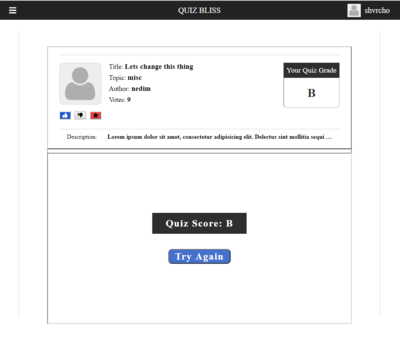 QUIZ BLISS
shvrcho
Title: Lets change this thing
Topic: misc
Author: nedim
Votes: 9
Your Quiz Grade
B
Description: Lorem ipsum dolor sit amet, consectetur adipisicing elit. Delectus sint mollitia sequi …
Quiz Score: B
Try Again